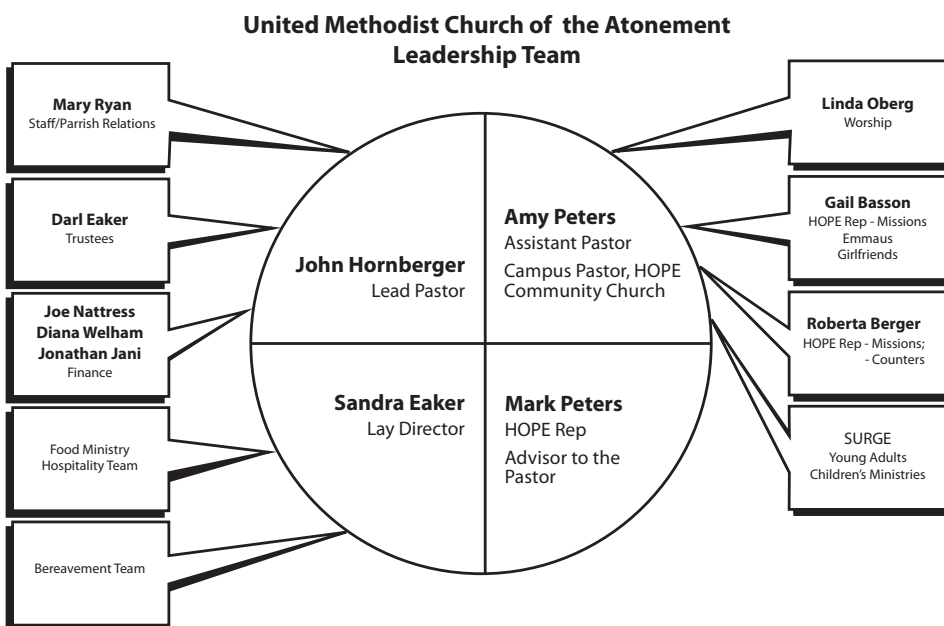 United Methodist Church of the Atonement
Leadership Team
Mary Ryan
Staff/Parrish Relations
Darl Eaker
Trustees
Joe Nattress
Diana Welham
Jonathan Jani
Finance
Food Ministry
Hospitality Team
Bereavement Team
John Hornberger
Lead Pastor
Amy Peters
Assistant Pastor
Campus Pastor, HOPE
Community Church
Sandra Eaker
Lay Director
Mark Peters
HOPE Rep
Advisor to the
Pastor
Linda Oberg
Worship
Gail Basson
HOPE Rep - Missions
Emmaus
Girlfriends
Roberta Berger
HOPE Rep - Missions;
- Counters
SURGE
Young Adults
Children's Ministries